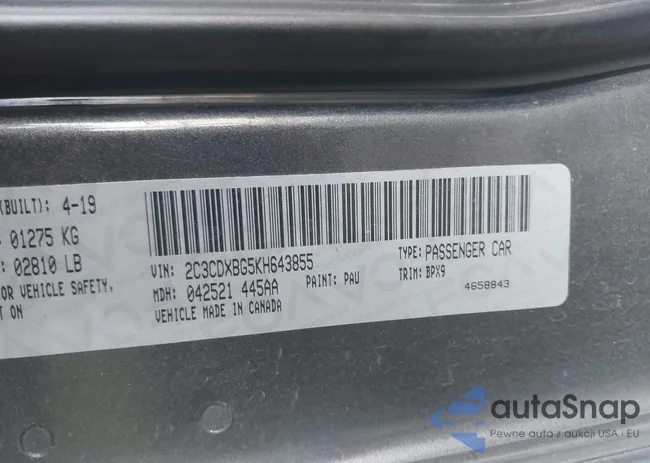 (BUILT): 4-19
01275 KG
: 02810 LB
OR VEHICLE SAFETY,
T ON
VIN: 2C3CDXBG5KH643855
TYPE: PASSENGER CAR
MDH: 042521 445AA
PAINT: PAU
TRIM: BPX9
VEHICLE MADE IN CANADA
4658843
autoSnap
Pewne auta z aukcji USA i EU